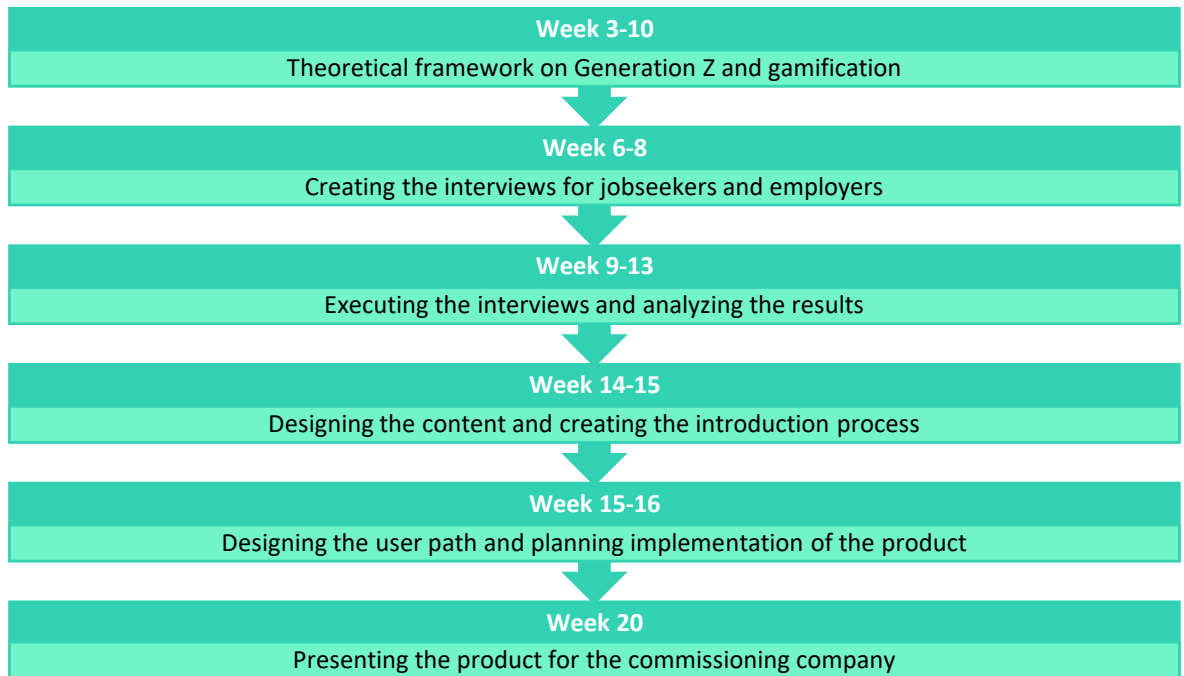 Week 3-10
Theoretical framework on Generation Z and gamification
Week 6-8
Creating the interviews for jobseekers and employers
Week 9-13
Executing the interviews and analyzing the results
Week 14-15
Designing the content and creating the introduction process
Week 15-16
Designing the user path and planning implementation of the product
Week 20
Presenting the product for the commissioning company